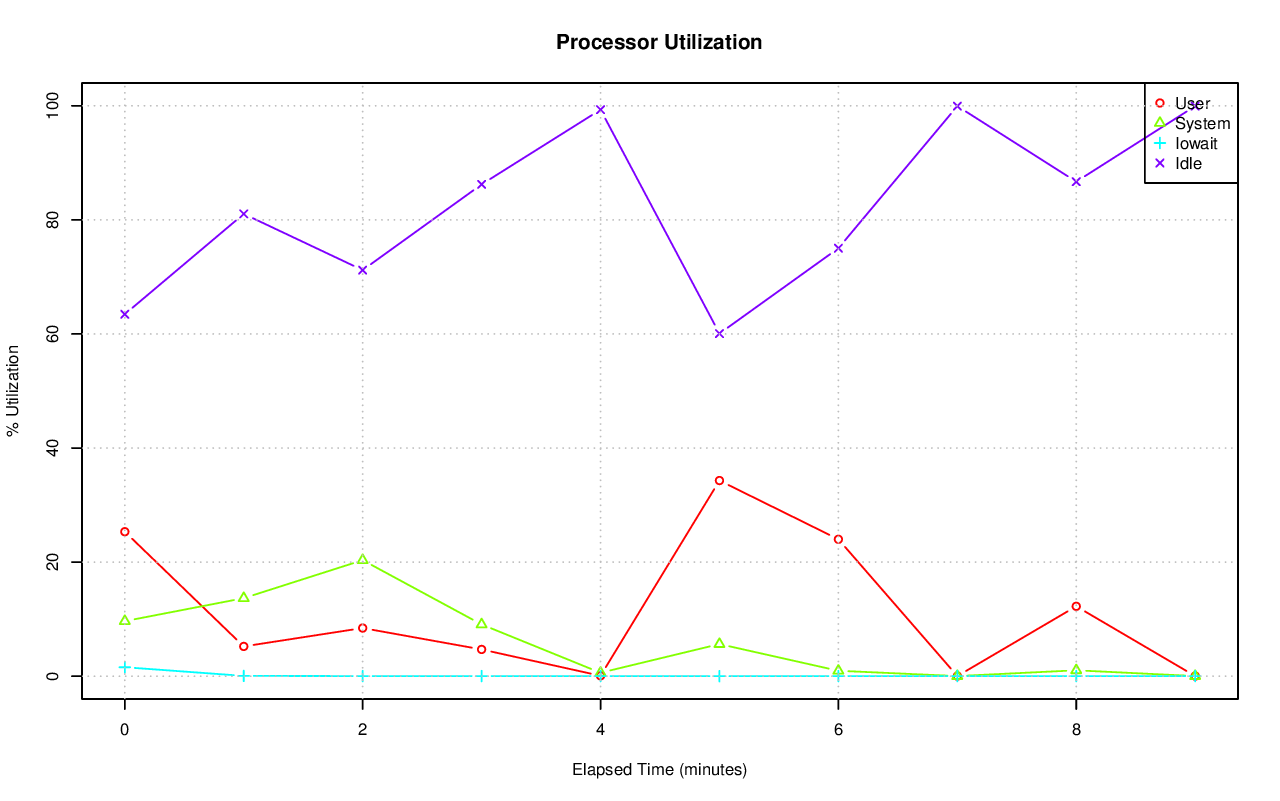 Processor Utilization
User
System
Iowait
Idle
100
80
60
40
20
0
% Utilization
0 2 4 6 8
Elapsed Time (minutes)